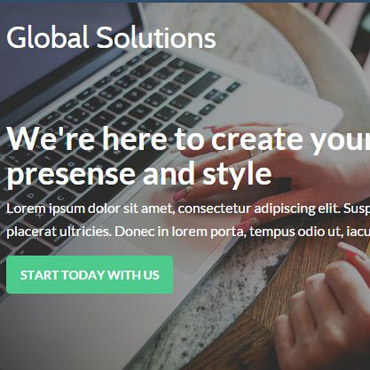 Global Solutions
We're here to create your
presense and style
Lorem ipsum dolor sit amet, consectetur adipiscing elit. Susp
placerat ultricies. Donec in lorem porta, tempus odio ut, iacu
START TODAY WITH US